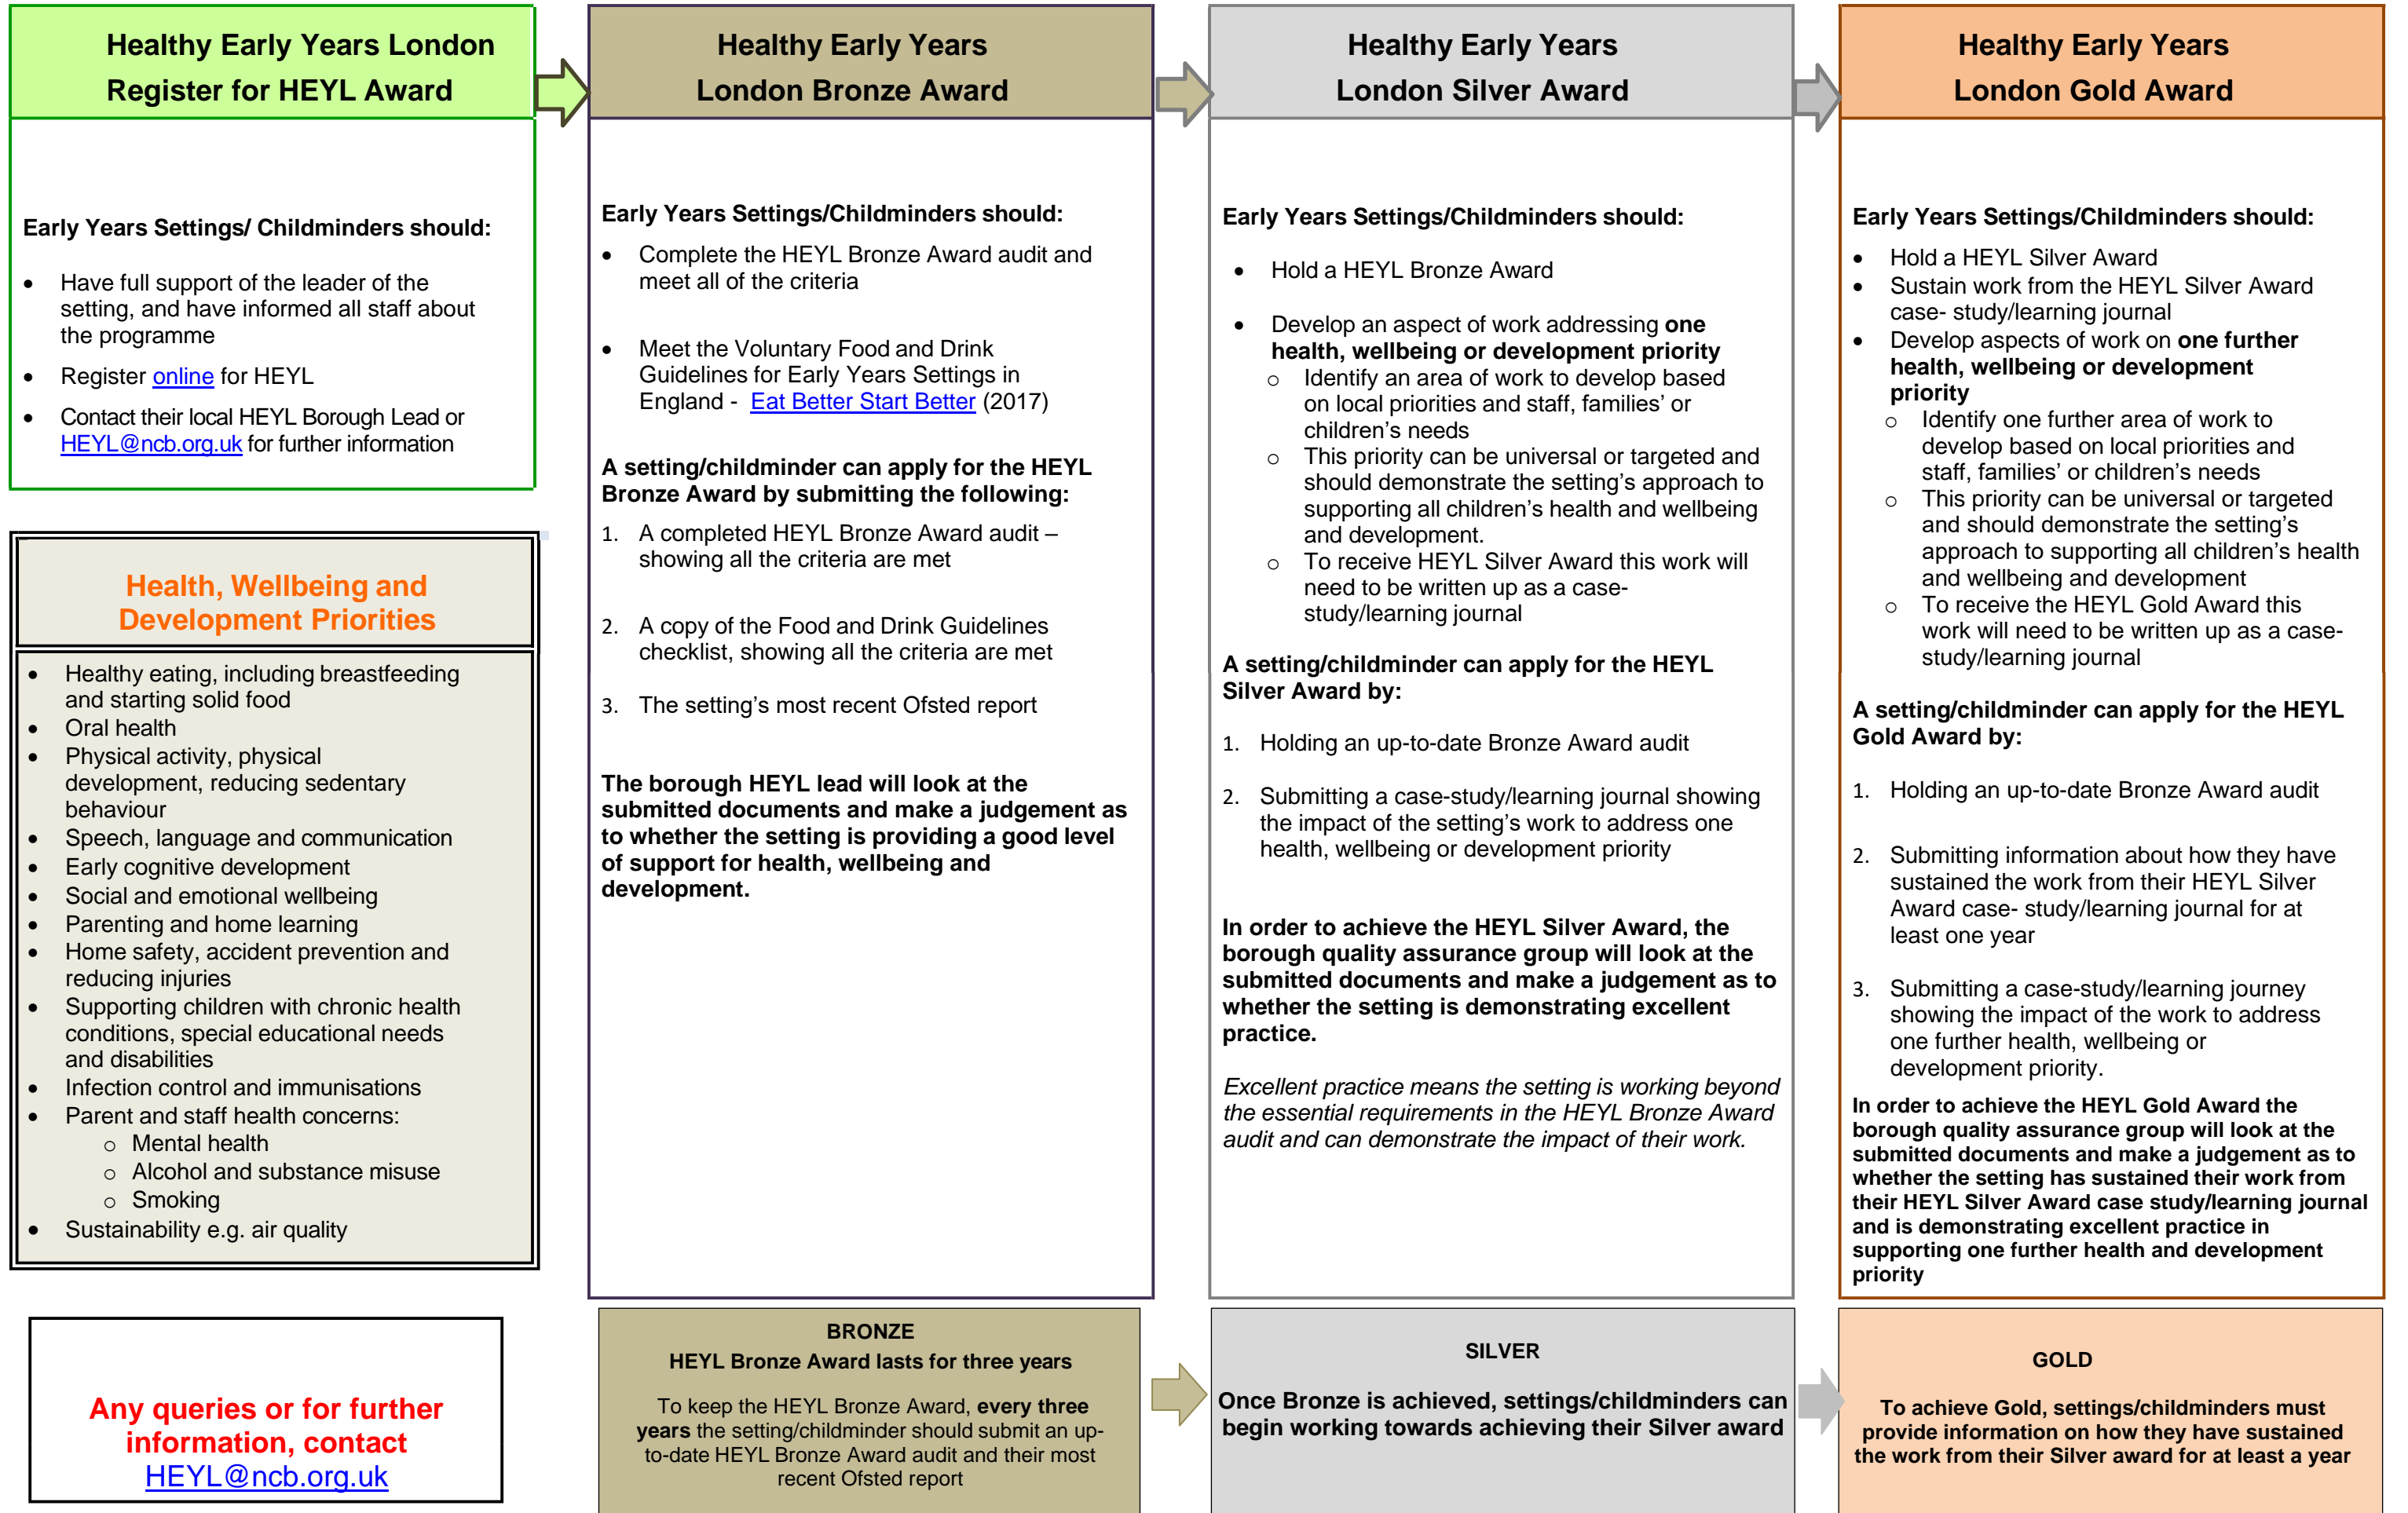 Healthy Early Years London
Register for HEYL Award
Early Years Settings/ Childminders should:
• Have full support of the leader of the
setting, and have informed all staff about
the programme
• Register online for HEYL
• Contact their local HEYL Borough Lead or
HEYL@ncb.org.uk for further information
Health, Wellbeing and
Development Priorities
• Healthy eating, including breastfeeding
and starting solid food
• Oral health
• Physical activity, physical
development, reducing sedentary
behaviour
• Speech, language and communication
• Early cognitive development
• Social and emotional wellbeing
• Parenting and home learning
• Home safety, accident prevention and
reducing injuries
• Supporting children with chronic health
conditions, special educational needs
and disabilities
• Infection control and immunisations
• Parent and staff health concerns:
o Mental health
o Alcohol and substance misuse
o Smoking
• Sustainability e.g. air quality
Any queries or for further
information, contact
HEYL@ncb.org.uk
Healthy Early Years
London Bronze Award
Early Years Settings/Childminders should:
• Complete the HEYL Bronze Award audit and
meet all of the criteria
• Meet the Voluntary Food and Drink
Guidelines for Early Years Settings in
England - Eat Better Start Better (2017)
A setting/childminder can apply for the HEYL
Bronze Award by submitting the following:
1. A completed HEYL Bronze Award audit –
showing all the criteria are met
2. A copy of the Food and Drink Guidelines
checklist, showing all the criteria are met
3. The setting's most recent Ofsted report
The borough HEYL lead will look at the
submitted documents and make a judgement as
to whether the setting is providing a good level
of support for health, wellbeing and
development.
BRONZE
HEYL Bronze Award lasts for three years
To keep the HEYL Bronze Award, every three
years the setting/childminder should submit an up-
to-date HEYL Bronze Award audit and their most
recent Ofsted report
Healthy Early Years
London Silver Award
Early Years Settings/Childminders should:
• Hold a HEYL Bronze Award
• Develop an aspect of work addressing one
health, wellbeing or development priority
o Identify an area of work to develop based
on local priorities and staff, families' or
children's needs
o This priority can be universal or targeted and
should demonstrate the setting's approach to
supporting all children's health and wellbeing
and development.
o To receive HEYL Silver Award this work will
need to be written up as a case-
study/learning journal
A setting/childminder can apply for the HEYL
Silver Award by:
1. Holding an up-to-date Bronze Award audit
2. Submitting a case-study/learning journal showing
the impact of the setting's work to address one
health, wellbeing or development priority
In order to achieve the HEYL Silver Award, the
borough quality assurance group will look at the
submitted documents and make a judgement as to
whether the setting is demonstrating excellent
practice.
Excellent practice means the setting is working beyond
the essential requirements in the HEYL Bronze Award
audit and can demonstrate the impact of their work.
SILVER
Once Bronze is achieved, settings/childminders can
begin working towards achieving their Silver award
Healthy Early Years
London Gold Award
Early Years Settings/Childminders should:
• Hold a HEYL Silver Award
• Sustain work from the HEYL Silver Award
case- study/learning journal
• Develop aspects of work on one further
health, wellbeing or development
priority
o Identify one further area of work to
develop based on local priorities and
staff, families' or children's needs
o This priority can be universal or targeted
and should demonstrate the setting's
approach to supporting all children's health
and wellbeing and development
o To receive the HEYL Gold Award this
work will need to be written up as a case-
study/learning journal
A setting/childminder can apply for the HEYL
Gold Award by:
1. Holding an up-to-date Bronze Award audit
2. Submitting information about how they have
sustained the work from their HEYL Silver
Award case- study/learning journal for at
least one year
3. Submitting a case-study/learning journey
showing the impact of the work to address
one further health, wellbeing or
development priority.
In order to achieve the HEYL Gold Award the
borough quality assurance group will look at the
submitted documents and make a judgement as to
whether the setting has sustained their work from
their HEYL Silver Award case study/learning journal
and is demonstrating excellent practice in
supporting one further health and development
priority
GOLD
To achieve Gold, settings/childminders must
provide information on how they have sustained
the work from their Silver award for at least a year